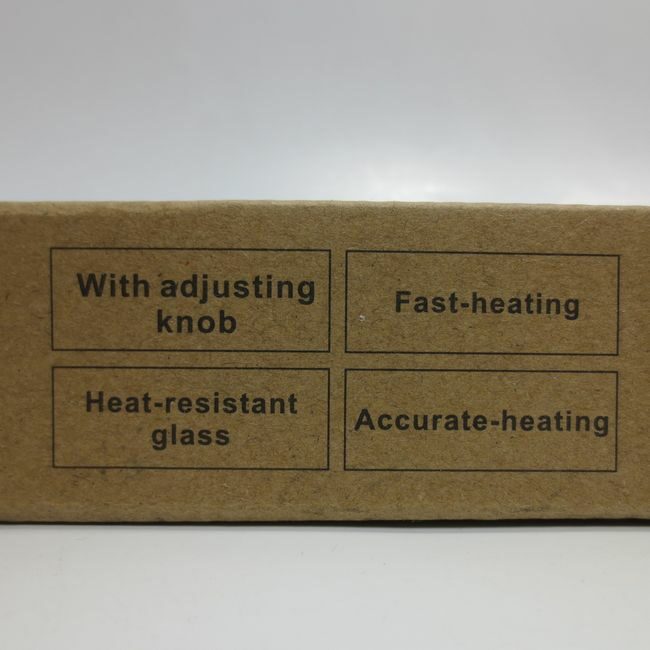 With adjusting
knob
Fast-heating
Heat-resistant
glass
Accurate-heating